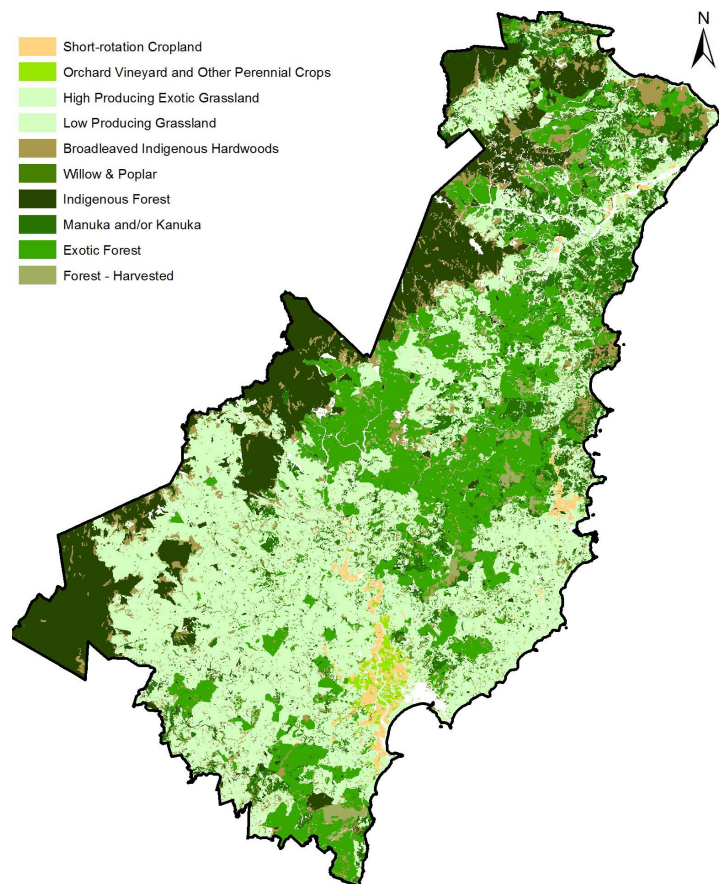 N
Short-rotation Cropland
Orchard Vineyard and Other Perennial Crops
High Producing Exotic Grassland
Low Producing Grassland
Broadleaved Indigenous Hardwoods
Willow & Poplar
Indigenous Forest
Manuka and/or Kanuka
Exotic Forest
Forest - Harvested